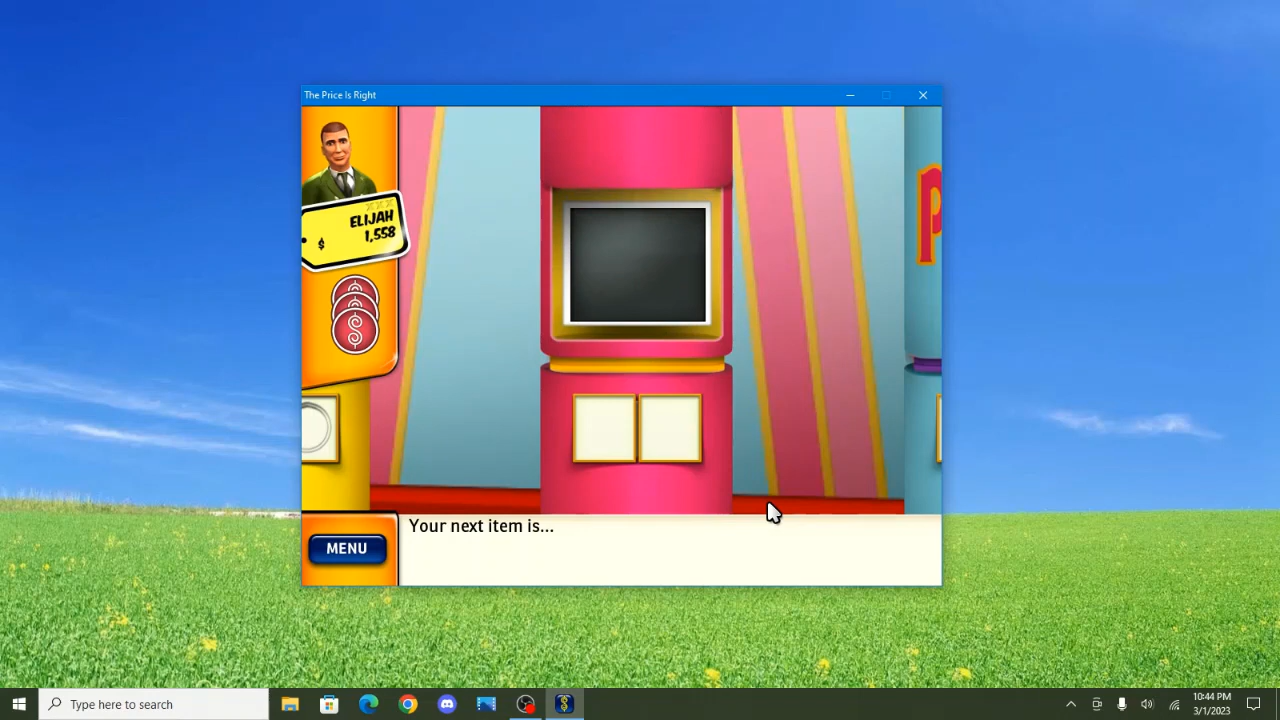 The Price Is Right
XXX
ELIJAH
$ 1,558
P
Your next item is...
MENU
Type here to search
10:44 PM
3/1/2023